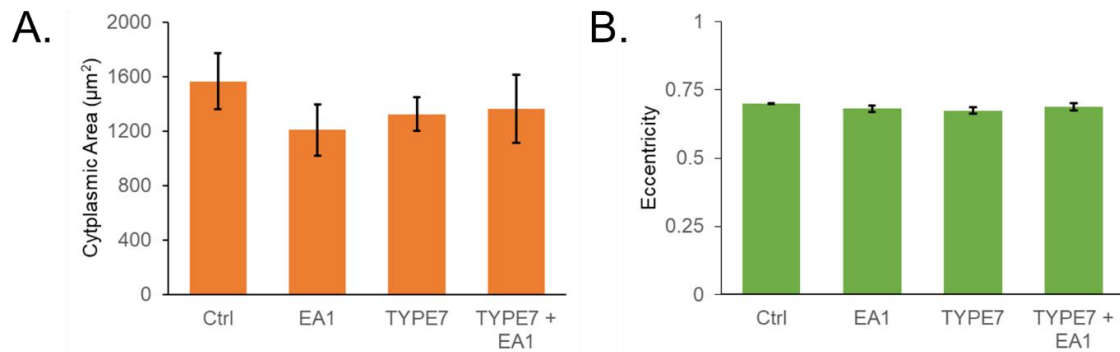 A.
Cytplasmic Area (μm²)
2000
1600
1200
800
400
0
Ctrl
EA1
TYPE7
TYPE7 +
EA1
B.
Eccentricity
1
0.75
0.5
0.25
0
Ctrl
EA1
TYPE7
TYPE7 +
EA1